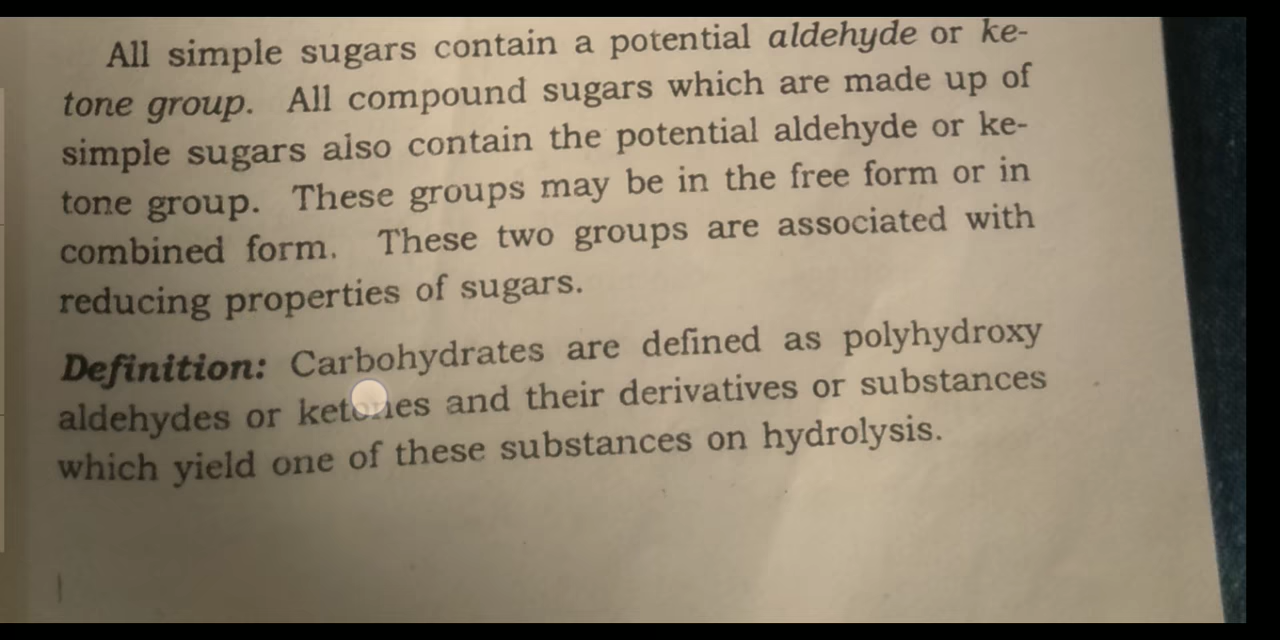 All simple sugars contain a potential aldehyde or ke-
tone group. All compound sugars which are made up of
simple sugars also contain the potential aldehyde or ke-
tone group. These groups may be in the free form or in
combined form. These two groups are associated with
reducing properties of sugars.
Definition: Carbohydrates are defined as polyhydroxy
aldehydes or ketones and their derivatives or substances
which yield one of these substances on hydrolysis.